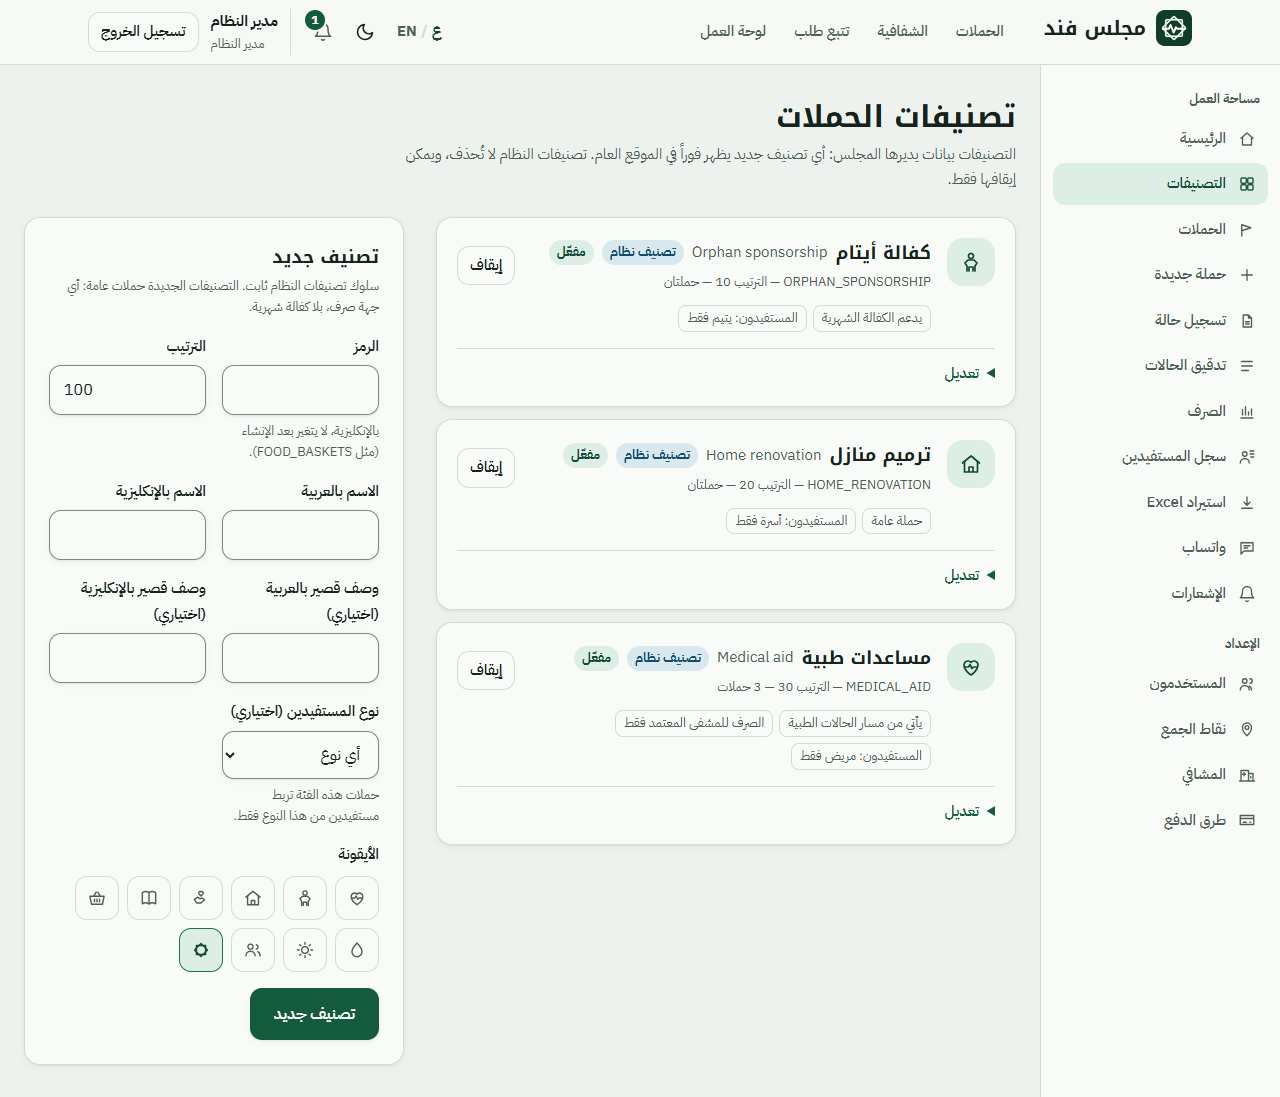 مجلس فند
الحملات
الشفافية
تتبع طلب
لوحة العمل
ع / EN
1
مدير النظام
مدير النظام
تسجيل الخروج
مساحة العمل
الرئيسية
التصنيفات
الحملات
حملة جديدة
تسجيل حالة
تدقيق الحالات
الصرف
سجل المستفيدين
استيراد Excel
واتساب
الإشعارات
الإعداد
المستخدمون
نقاط الجمع
المشافي
طرق الدفع
تصنيفات الحملات
التصنيفات بيانات يديرها المجلس: أي تصنيف جديد يظهر فوراً في الموقع العام. تصنيفات النظام لا تُحذف، ويمكن
إيقافها فقط.
كفالة أيتام Orphan sponsorship تصنيف نظام مفعّل
ORPHAN_SPONSORSHIP — الترتيب 10 — حملتان
يدعم الكفالة الشهرية
المستفيدون: يتيم فقط
إيقاف
تعديل
ترميم منازل Home renovation تصنيف نظام مفعّل
HOME_RENOVATION — الترتيب 20 — حملتان
حملة عامة
المستفيدون: أسرة فقط
إيقاف
تعديل
مساعدات طبية Medical aid تصنيف نظام مفعّل
MEDICAL_AID — الترتيب 30 — 3 حملات
يأتي من مسار الحالات الطبية
الصرف للمشفى المعتمد فقط
المستفيدون: مريض فقط
إيقاف
تعديل
تصنيف جديد
سلوك تصنيفات النظام ثابت. التصنيفات الجديدة حملات عامة: أي
جهة صرف، بلا كفالة شهرية.
الرمز
بالإنكليزية، لا يتغير بعد الإنشاء
(مثل FOOD_BASKETS).
الترتيب
100
الاسم بالعربية
الاسم بالإنكليزية
وصف قصير بالعربية
(اختياري)
وصف قصير بالإنكليزية
(اختياري)
نوع المستفيدين (اختياري)
أي نوع
حملات هذه الفئة تربط
مستفيدين من هذا النوع فقط.
الأيقونة
تصنيف جديد